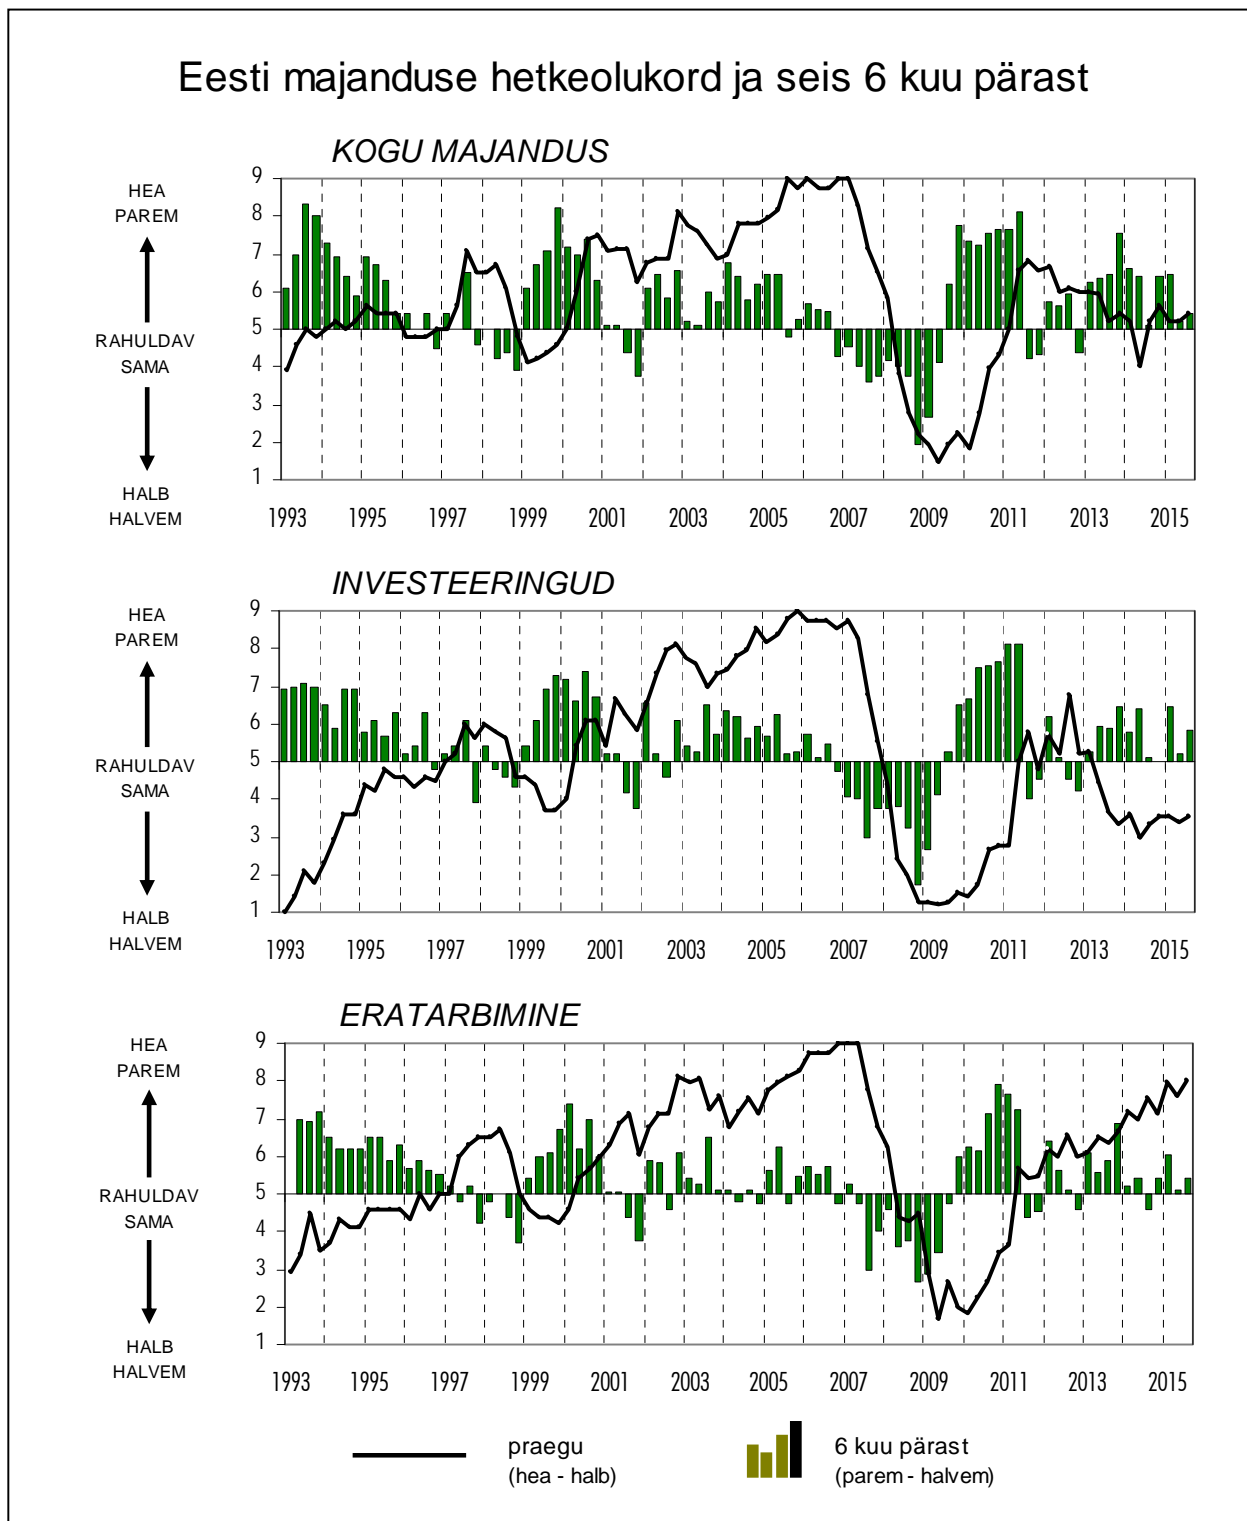 Eesti majanduse hetkeolukord ja seis 6 kuu pärast
KOGU MAJANDUS
HEA
PAREM
RAHULDAV
SAMA
HALB
HALVEM
9
8
7
6
5
4
3
2
1
1993 1995 1997 1999 2001 2003 2005 2007 2009 2011 2013 2015
INVESTEERINGUD
HEA
PAREM
RAHULDAV
SAMA
HALB
HALVEM
9
8
7
6
5
4
3
2
1
1993 1995 1997 1999 2001 2003 2005 2007 2009 2011 2013 2015
ERATARBIMINE
HEA
PAREM
RAHULDAV
SAMA
HALB
HALVEM
9
8
7
6
5
4
3
2
1
1993 1995 1997 1999 2001 2003 2005 2007 2009 2011 2013 2015
praegu
(hea - halb)
6 kuu pärast
(parem - halvem)